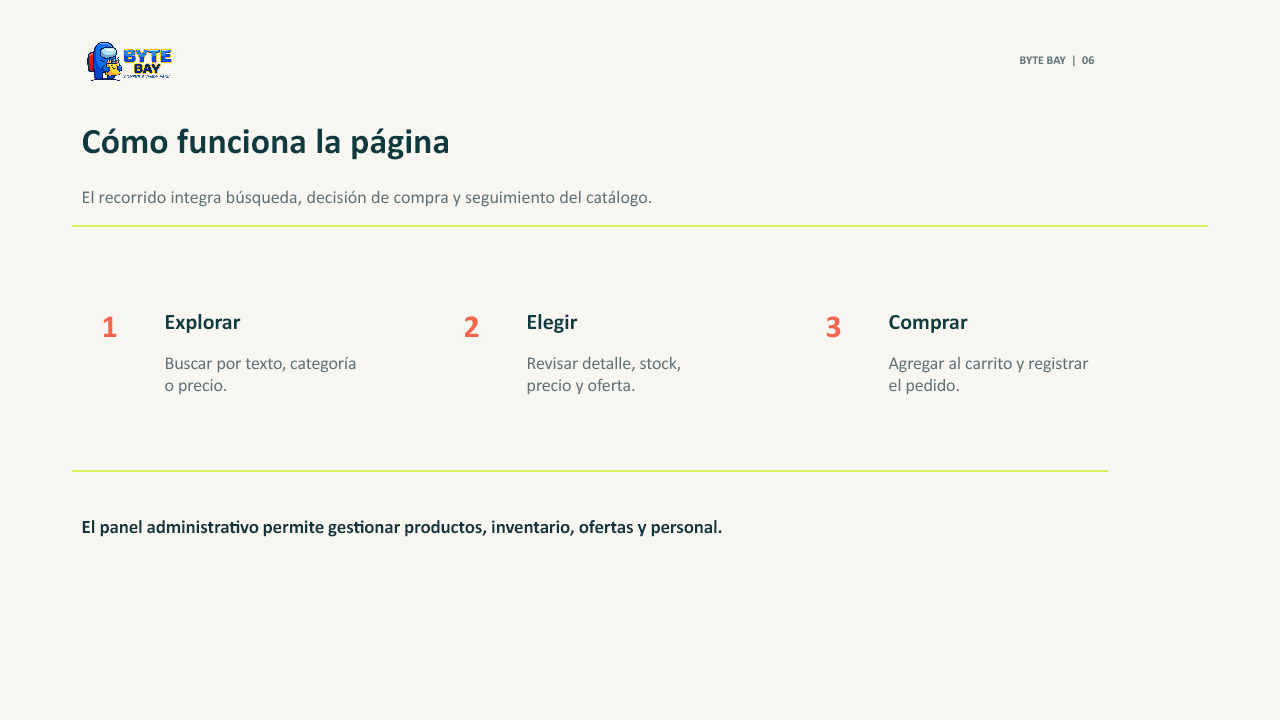 BYTE
BAY
BYTE BAY | 06
Cómo funciona la página
El recorrido integra búsqueda, decisión de compra y seguimiento del catálogo.
1
Explorar
Buscar por texto, categoría
o precio.
2
Elegir
Revisar detalle, stock,
precio y oferta.
3
Comprar
Agregar al carrito y registrar
el pedido.
El panel administrativo permite gestionar productos, inventario, ofertas y personal.